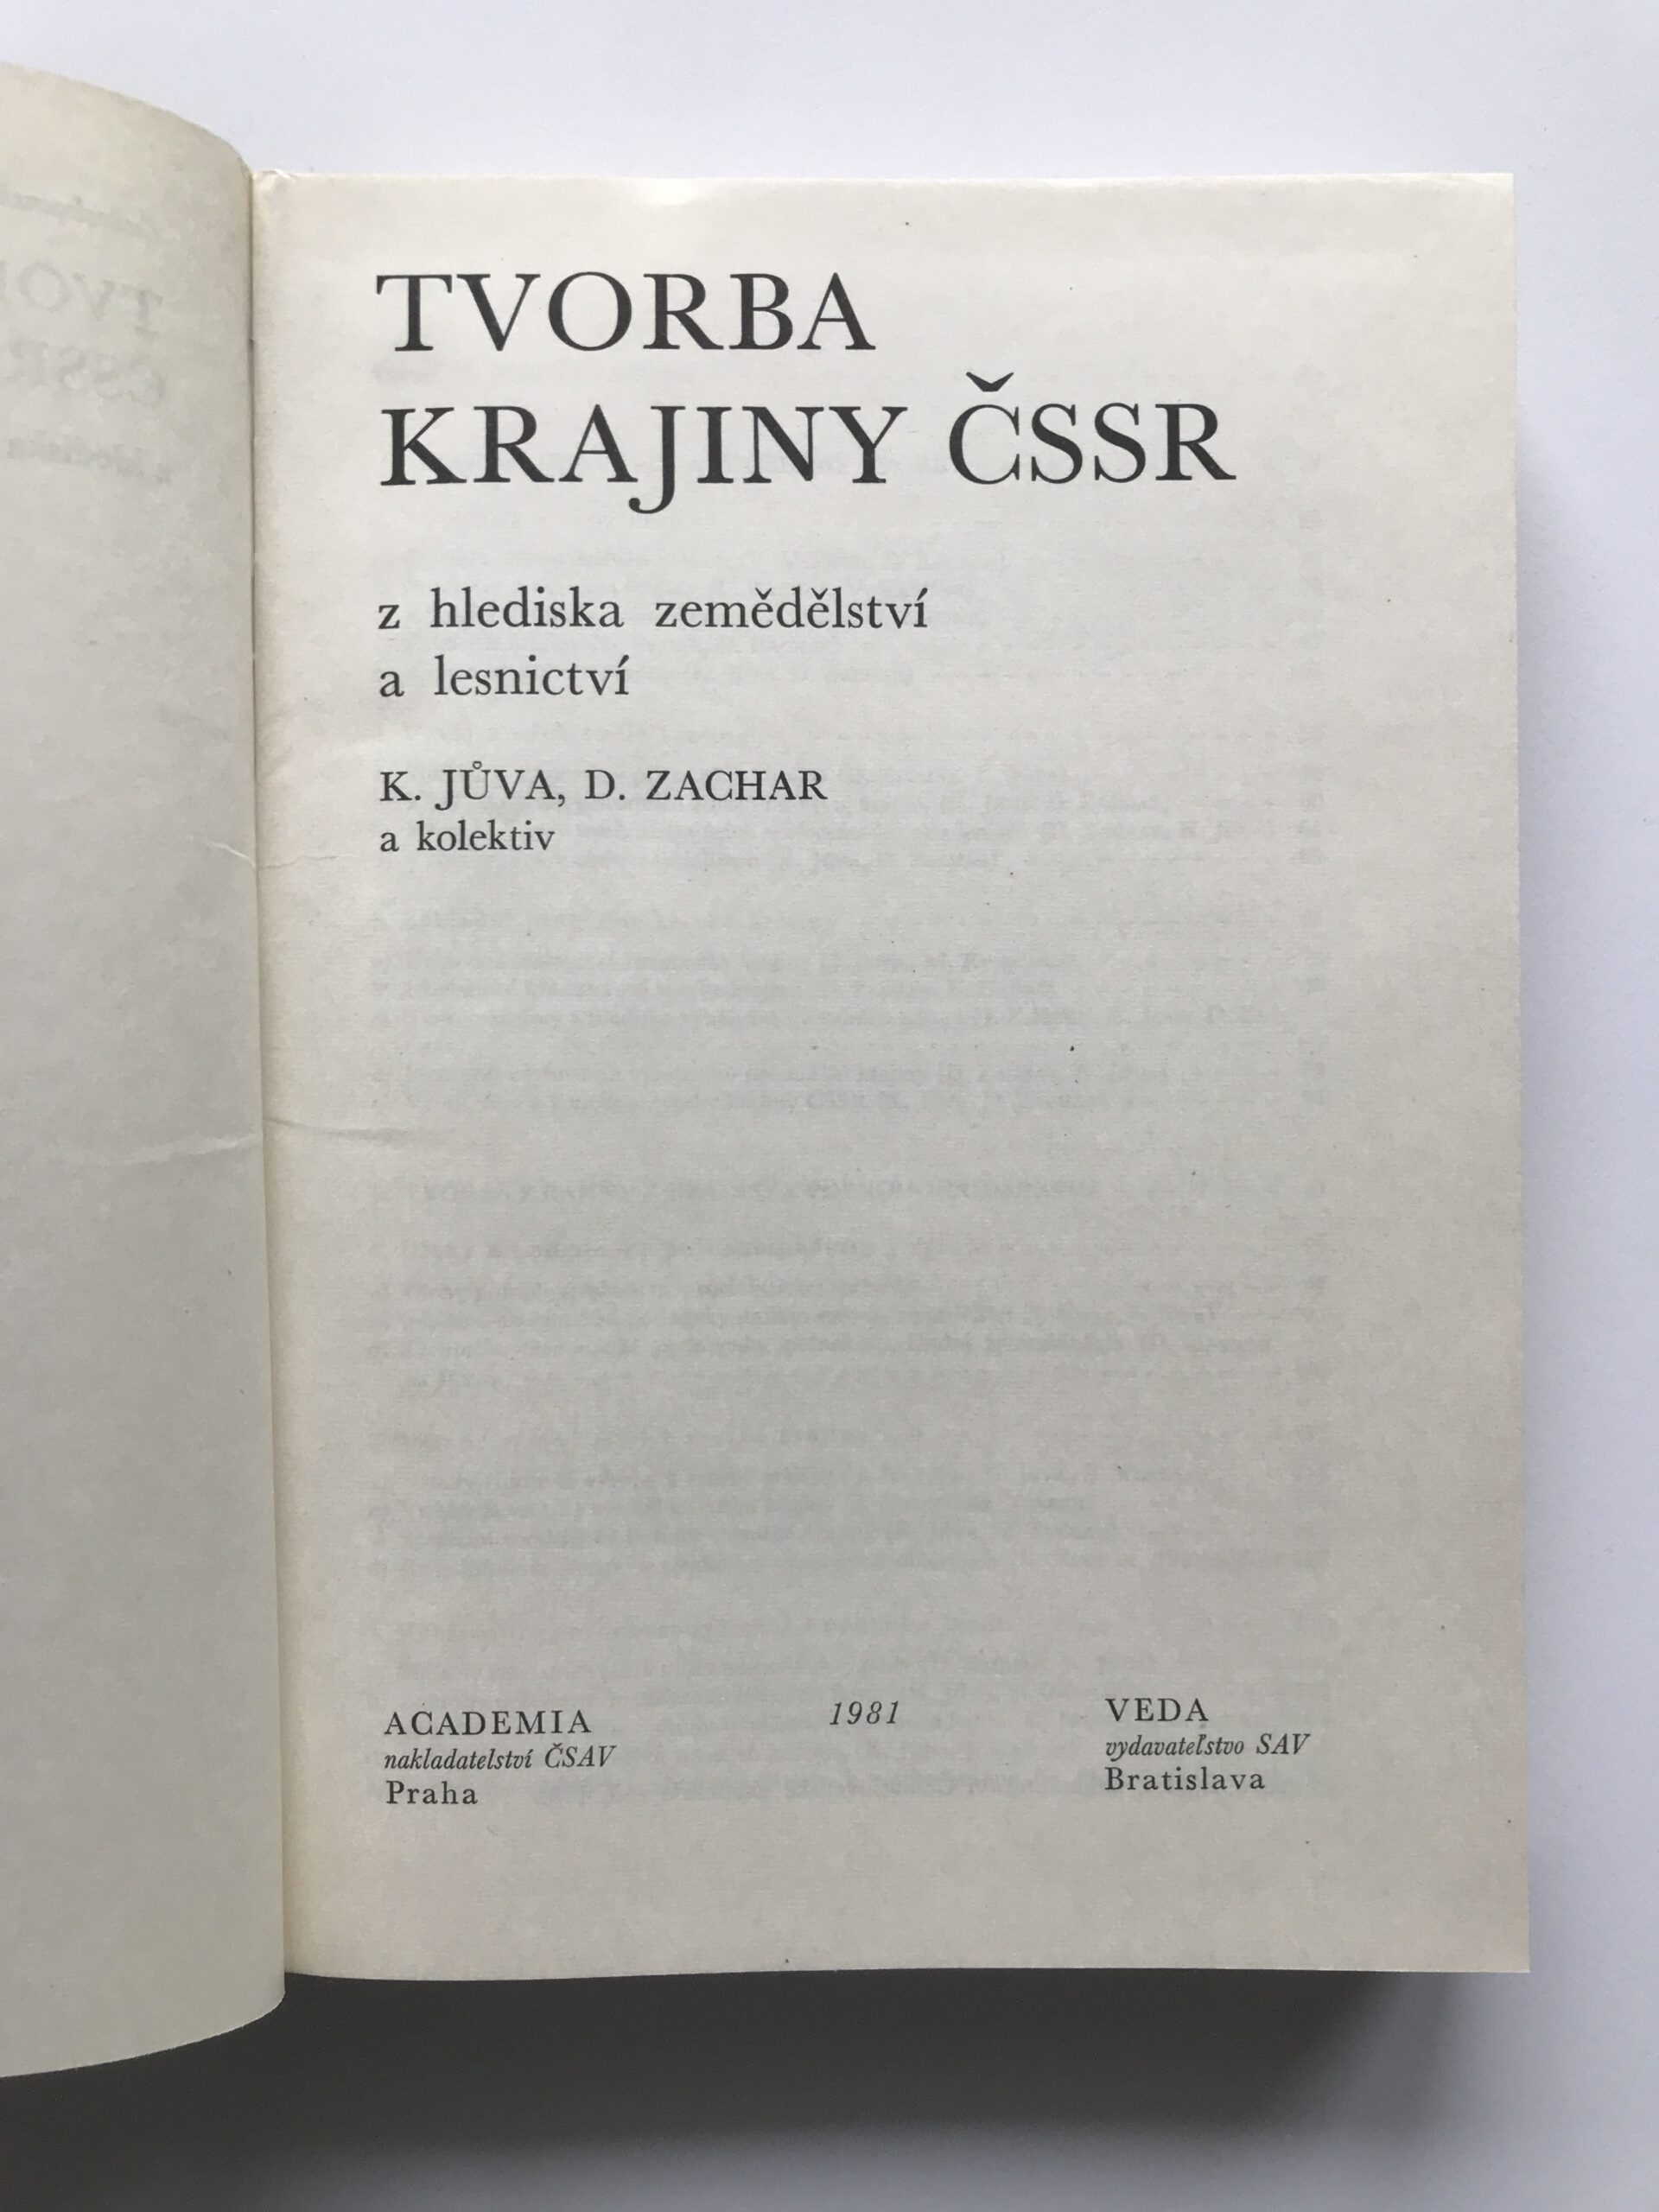 TVORBA
KRAJINY ČSSR
z hlediska zemědělství
a lesnictví
K. JŮVA, D. ZACHAR
a kolektiv
ACADEMIA
nakladatelství ČSAV
Praha
1981
VEDA
vydavateľstvo SAV
Bratislava